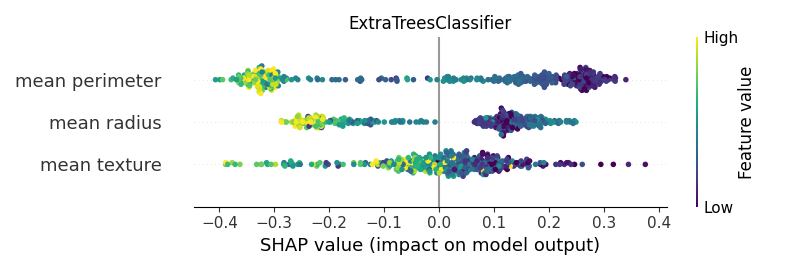 ExtraTreesClassifier
High
mean perimeter
mean radius
mean texture
Feature value
Low
−0.4 −0.3 −0.2 −0.1 0.0 0.1 0.2 0.3 0.4
SHAP value (impact on model output)